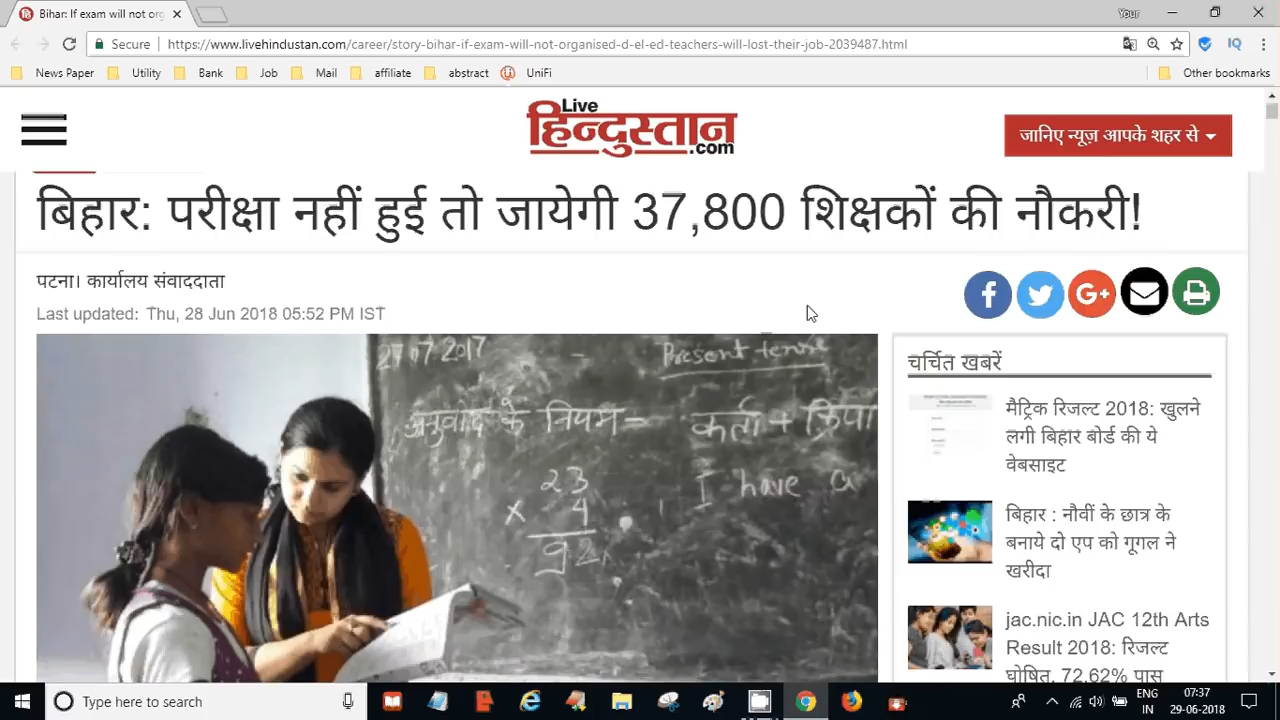 Bihar: If exam will not org
Your
Secure
https://www.livehindustan.com/career/story-bihar-if-exam-will-not-organised-d-el-ed-teachers-will-lost-their-job-2039487.html
IQ
News Paper
Utility
Bank
Job
Mail
affiliate
abstract
UniFi
Other bookmarks
Live
हिन्दुस्तान
.com
जानिए न्यूज़ आपके शहर से
बिहार: परीक्षा नहीं हुई तो जायेगी 37,800 शिक्षकों की नौकरी!
पटना। कार्यालय संवाददाता
Last updated: Thu, 28 Jun 2018 05:52 PM IST
27.07.2017
Present tense
अनुवाद के नियम= कर्ता + क्रिया
23
I have a
× 4
92
चर्चित खबरें
मैट्रिक रिजल्ट 2018: खुलने
लगी बिहार बोर्ड की ये
वेबसाइट
बिहार : नौवीं के छात्र के
बनाये दो एप को गूगल ने
खरीदा
jac.nic.in JAC 12th Arts
Result 2018: रिजल्ट
घोषित, 72.62% पास
Type here to search
ENG
IN
07:37
29-06-2018